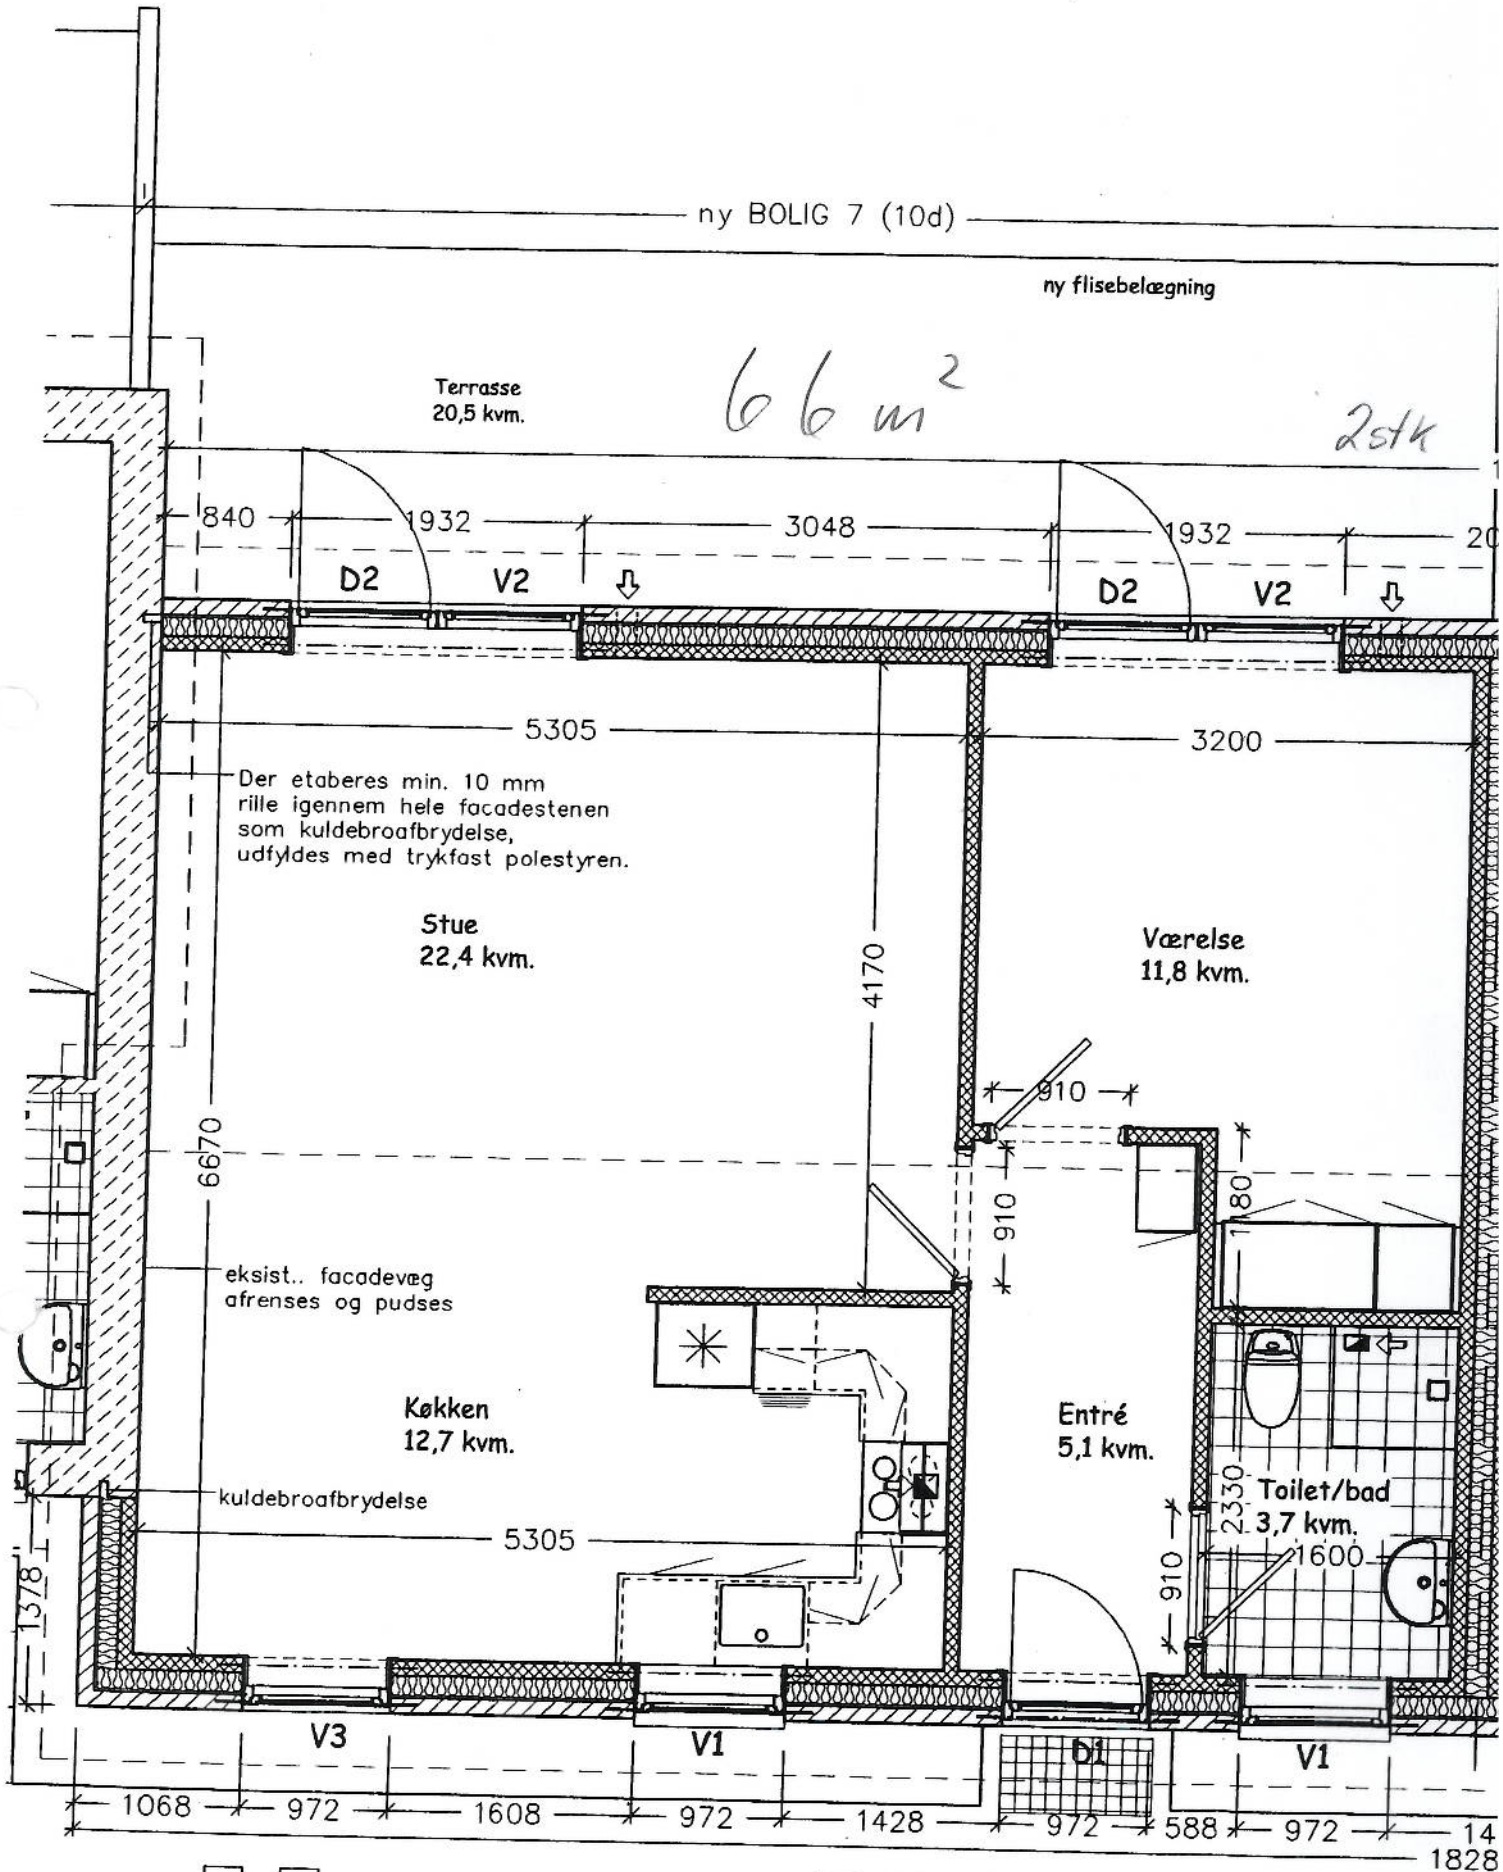 ny BOLIG 7 (10d)
ny flisebelægning
Terrasse
20,5 kvm.
66 m²
2stk
840
1932
3048
1932
20
D2
V2
D2
V2
5305
3200
Der etaberes min. 10 mm
rille igennem hele facadestenen
som kuldebroafbrydelse,
udfyldes med trykfast polestyren.
Stue
22,4 kvm.
4170
Værelse
11,8 kvm.
910
6670
910
1180
eksist.. facadevæg
afrenses og pudses
Køkken
12,7 kvm.
Entré
5,1 kvm.
kuldebroafbrydelse
2330
Toilet/bad
3,7 kvm.
5305
1600
1378
910
V3
V1
D1
V1
1068
972
1608
972
1428
972
588
972
14
1828